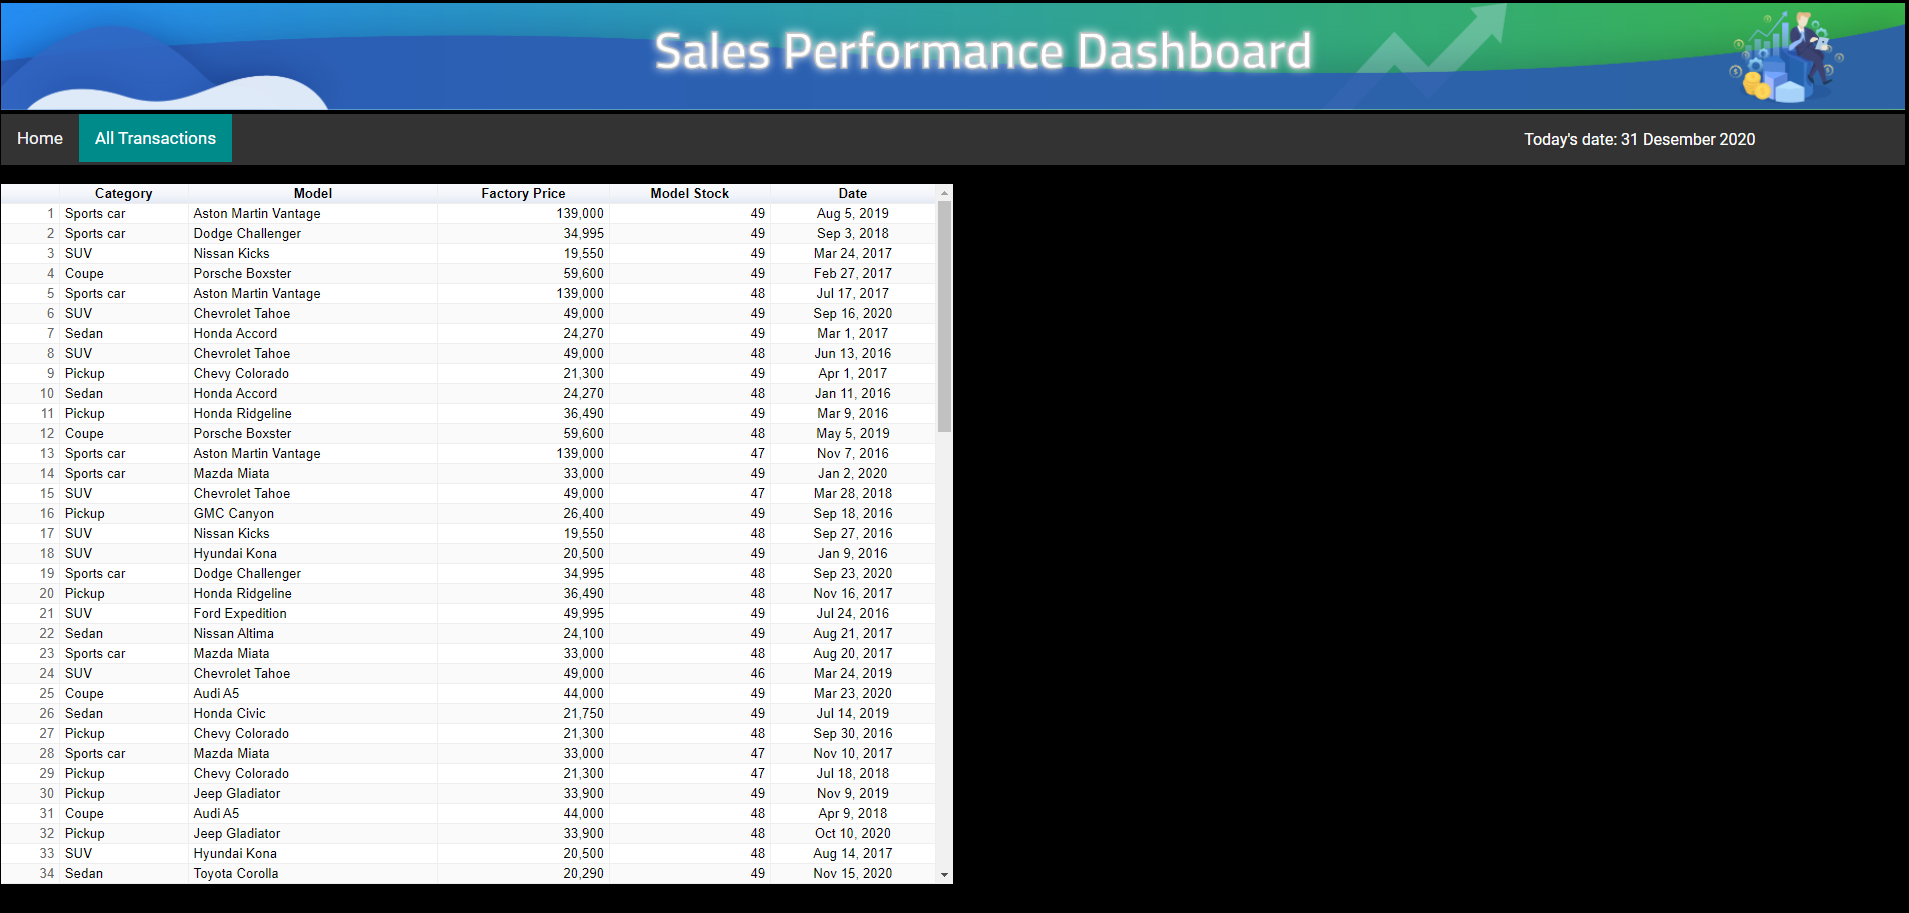 Sales Performance Dashboard
Home All Transactions Today's date: 31 Desember 2020
Category Model Factory Price Model Stock Date
1 Sports car Aston Martin Vantage 139,000 49 Aug 5, 2019
2 Sports car Dodge Challenger 34,995 49 Sep 3, 2018
3 SUV Nissan Kicks 19,550 49 Mar 24, 2017
4 Coupe Porsche Boxster 59,600 49 Feb 27, 2017
5 Sports car Aston Martin Vantage 139,000 48 Jul 17, 2017
6 SUV Chevrolet Tahoe 49,000 49 Sep 16, 2020
7 Sedan Honda Accord 24,270 49 Mar 1, 2017
8 SUV Chevrolet Tahoe 49,000 48 Jun 13, 2016
9 Pickup Chevy Colorado 21,300 49 Apr 1, 2017
10 Sedan Honda Accord 24,270 48 Jan 11, 2016
11 Pickup Honda Ridgeline 36,490 49 Mar 9, 2016
12 Coupe Porsche Boxster 59,600 48 May 5, 2019
13 Sports car Aston Martin Vantage 139,000 47 Nov 7, 2016
14 Sports car Mazda Miata 33,000 49 Jan 2, 2020
15 SUV Chevrolet Tahoe 49,000 47 Mar 28, 2018
16 Pickup GMC Canyon 26,400 49 Sep 18, 2016
17 SUV Nissan Kicks 19,550 48 Sep 27, 2016
18 SUV Hyundai Kona 20,500 49 Jan 9, 2016
19 Sports car Dodge Challenger 34,995 48 Sep 23, 2020
20 Pickup Honda Ridgeline 36,490 48 Nov 16, 2017
21 SUV Ford Expedition 49,995 49 Jul 24, 2016
22 Sedan Nissan Altima 24,100 49 Aug 21, 2017
23 Sports car Mazda Miata 33,000 48 Aug 20, 2017
24 SUV Chevrolet Tahoe 49,000 46 Mar 24, 2019
25 Coupe Audi A5 44,000 49 Mar 23, 2020
26 Sedan Honda Civic 21,750 49 Jul 14, 2019
27 Pickup Chevy Colorado 21,300 48 Sep 30, 2016
28 Sports car Mazda Miata 33,000 47 Nov 10, 2017
29 Pickup Chevy Colorado 21,300 47 Jul 18, 2018
30 Pickup Jeep Gladiator 33,900 49 Nov 9, 2019
31 Coupe Audi A5 44,000 48 Apr 9, 2018
32 Pickup Jeep Gladiator 33,900 48 Oct 10, 2020
33 SUV Hyundai Kona 20,500 48 Aug 14, 2017
34 Sedan Toyota Corolla 20,290 49 Nov 15, 2020